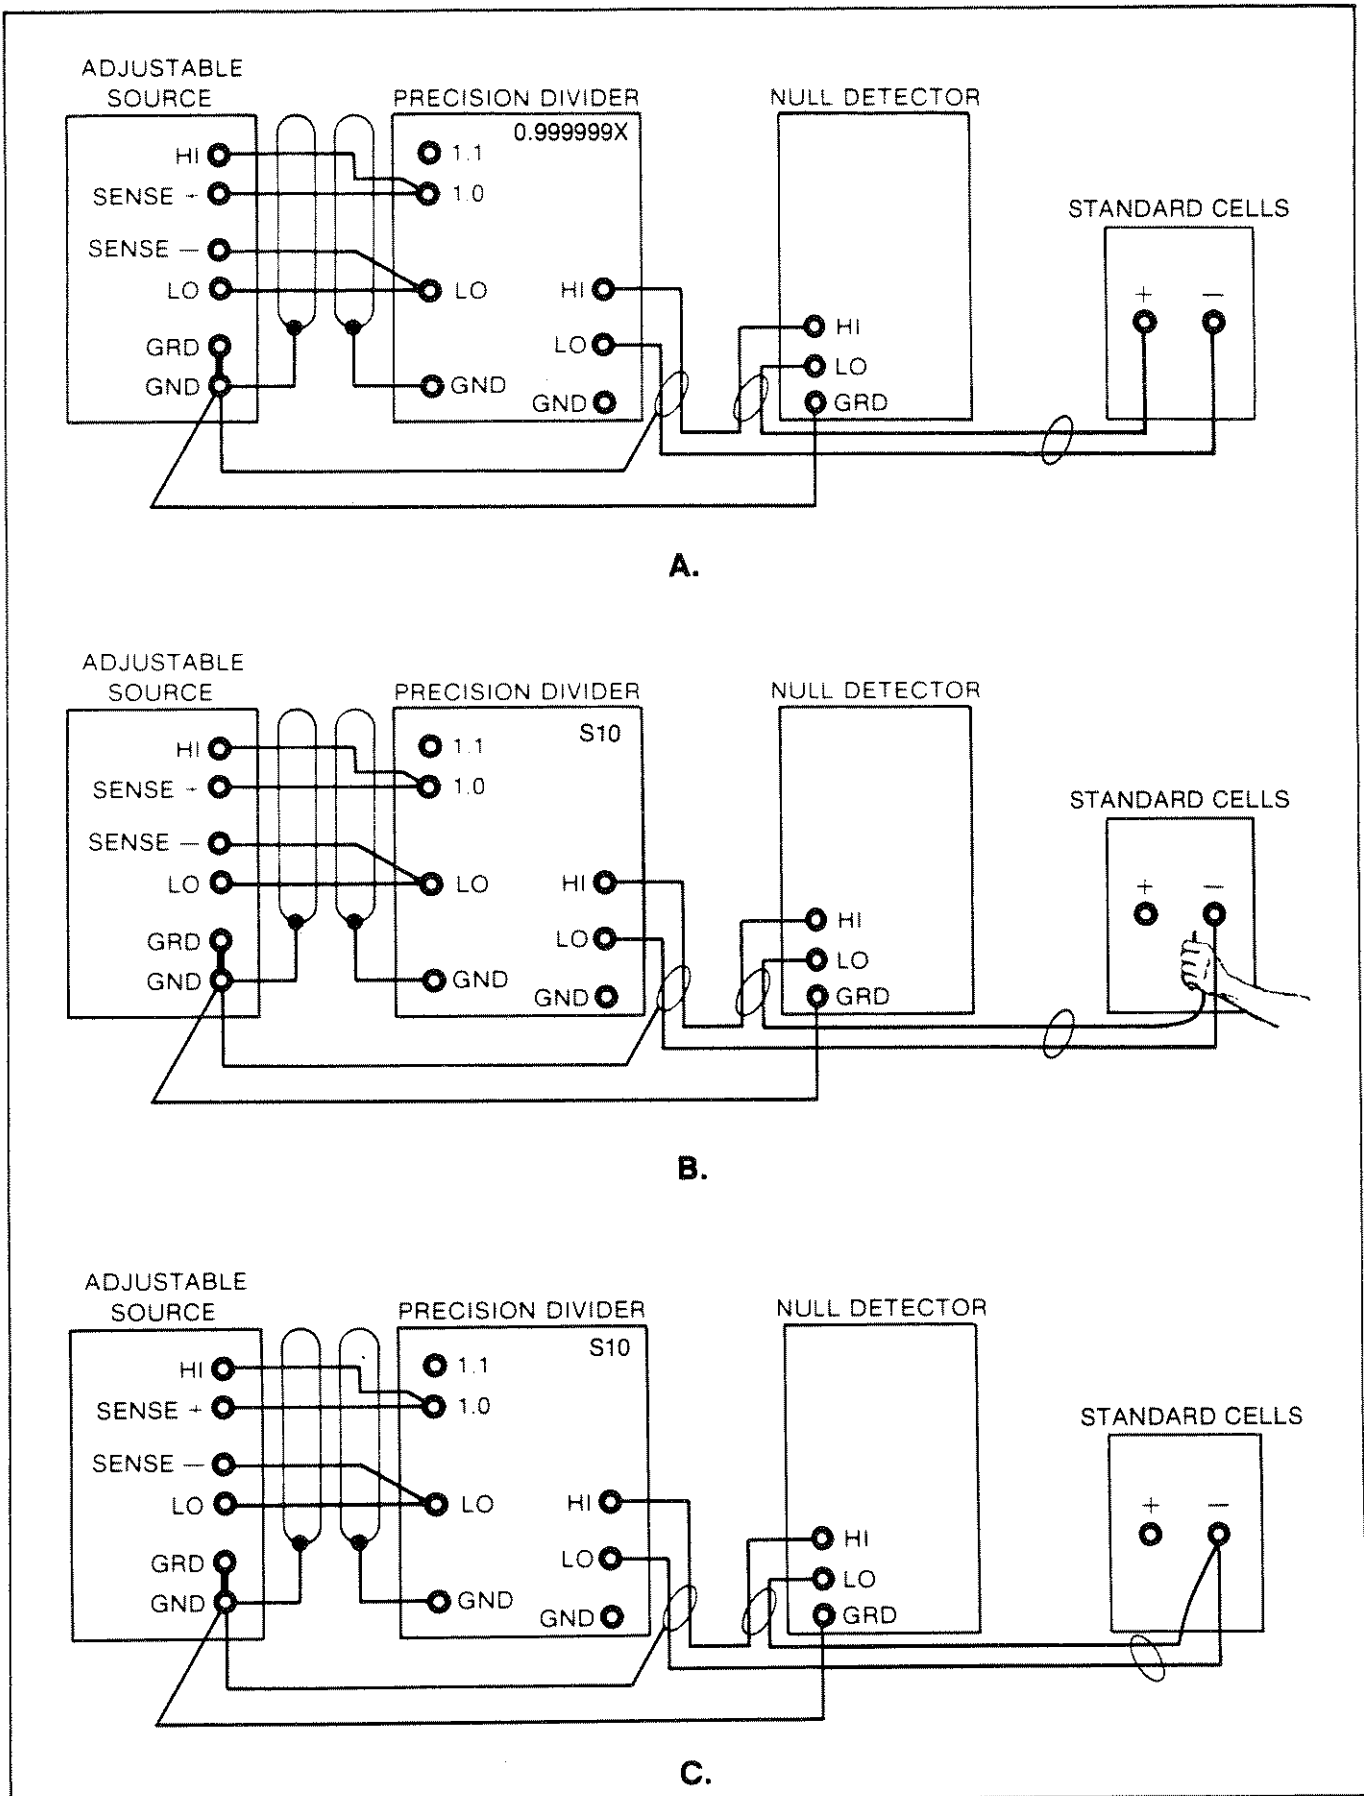 ADJUSTABLE
SOURCE
PRECISION DIVIDER
NULL DETECTOR
0.999999X
HI
1.1
SENSE +
1.0
STANDARD CELLS
SENSE —
LO
LO
HI
+ —
HI
GRD
LO
LO
GND
GND
GND
GRD
A.
ADJUSTABLE
SOURCE
PRECISION DIVIDER
NULL DETECTOR
S10
HI
1.1
SENSE +
1.0
STANDARD CELLS
SENSE —
LO
LO
HI
+ —
HI
GRD
LO
LO
GND
GND
GND
GRD
B.
ADJUSTABLE
SOURCE
PRECISION DIVIDER
NULL DETECTOR
S10
HI
1.1
SENSE +
1.0
STANDARD CELLS
SENSE —
LO
LO
HI
+ —
HI
GRD
LO
LO
GND
GND
GND
GRD
C.